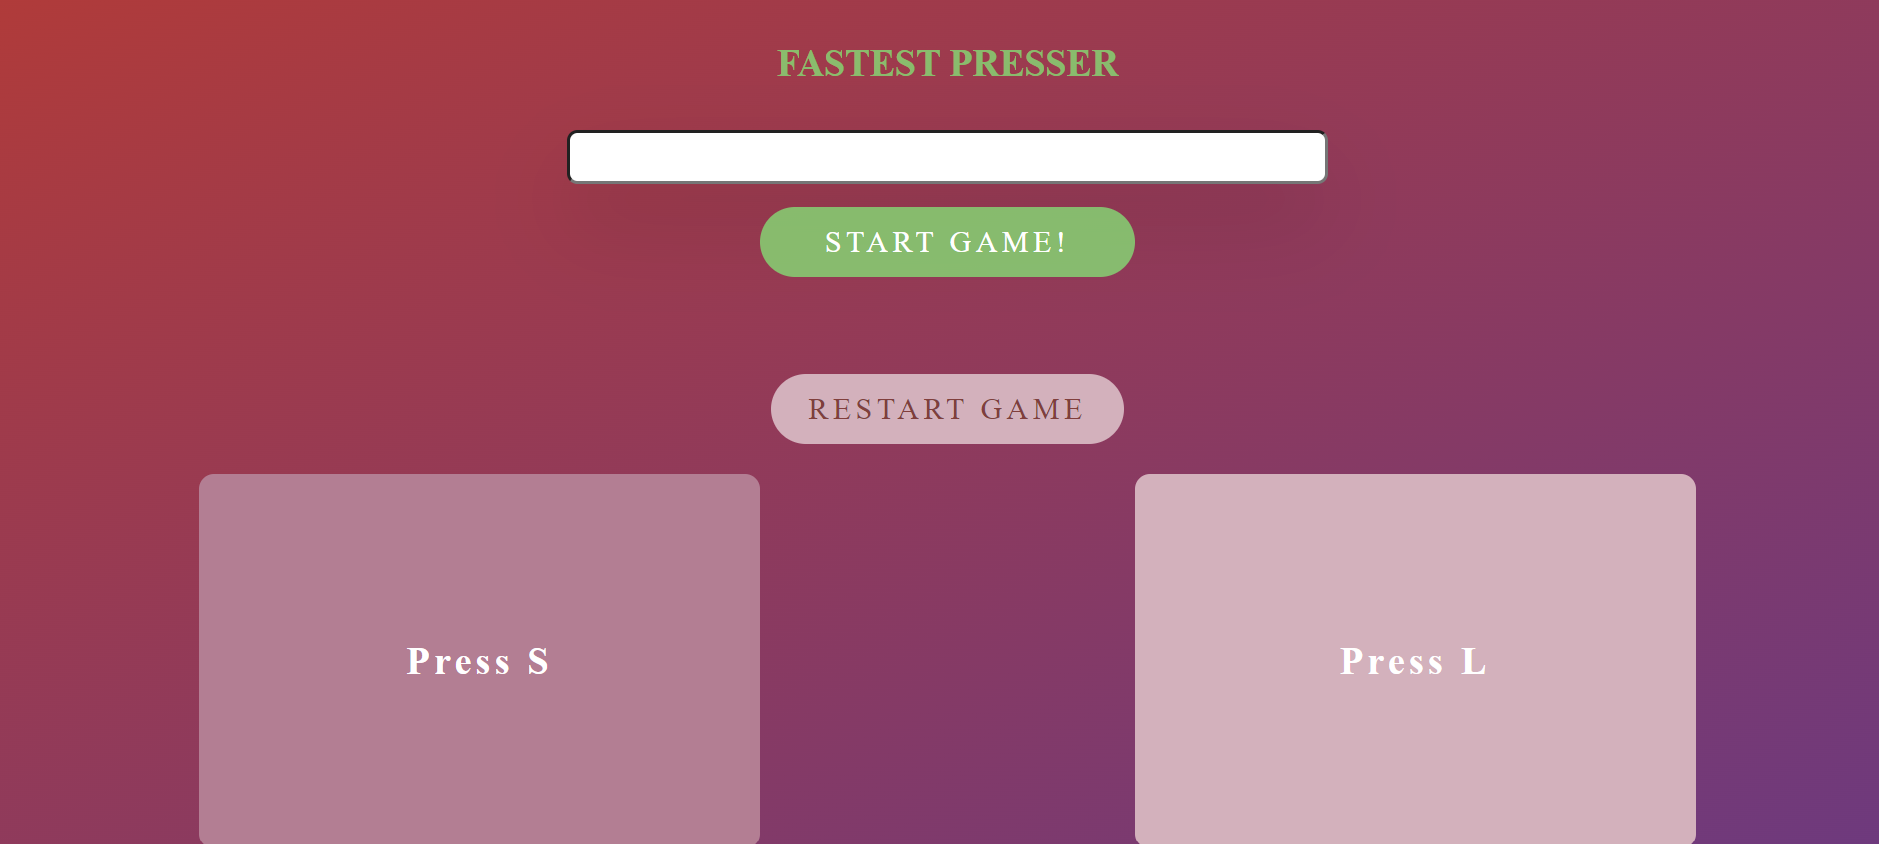 FASTEST PRESSER
START GAME!
RESTART GAME
Press S
Press L